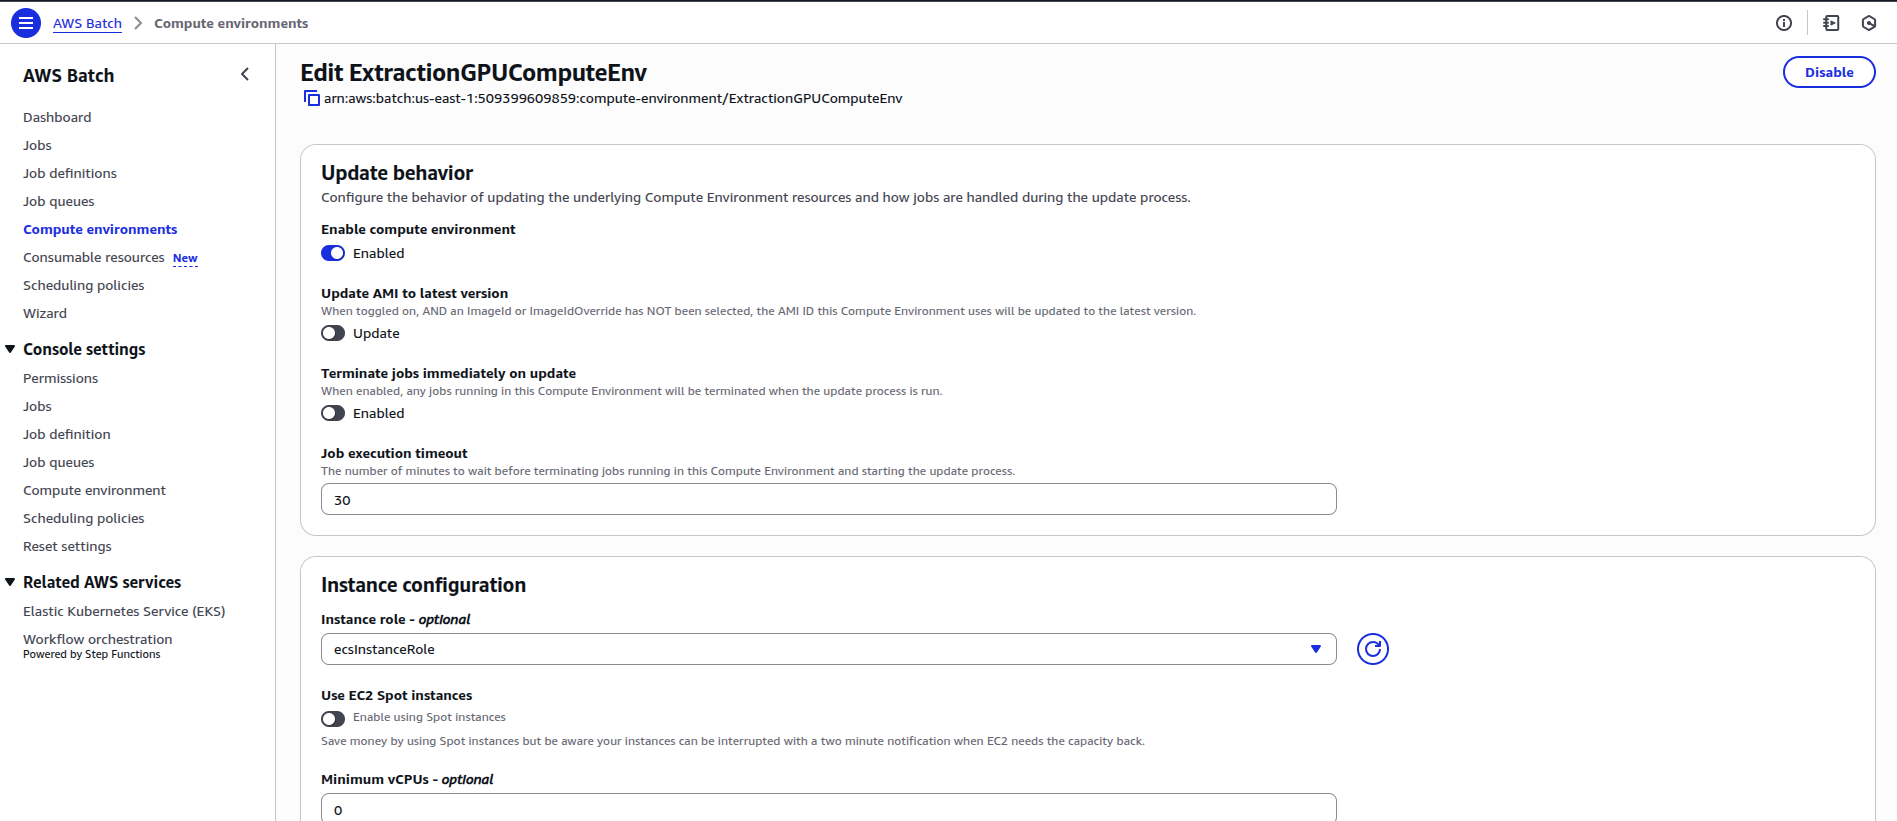 AWS Batch > Compute environments
AWS Batch
Dashboard
Jobs
Job definitions
Job queues
Compute environments
Consumable resources New
Scheduling policies
Wizard
Console settings
Permissions
Jobs
Job definition
Job queues
Compute environment
Scheduling policies
Reset settings
Related AWS services
Elastic Kubernetes Service (EKS)
Workflow orchestration
Powered by Step Functions
Edit ExtractionGPUComputeEnv
Disable
arn:aws:batch:us-east-1:509399609859:compute-environment/ExtractionGPUComputeEnv
Update behavior
Configure the behavior of updating the underlying Compute Environment resources and how jobs are handled during the update process.
Enable compute environment
Enabled
Update AMI to latest version
When toggled on, AND an ImageId or ImageIdOverride has NOT been selected, the AMI ID this Compute Environment uses will be updated to the latest version.
Update
Terminate jobs immediately on update
When enabled, any jobs running in this Compute Environment will be terminated when the update process is run.
Enabled
Job execution timeout
The number of minutes to wait before terminating jobs running in this Compute Environment and starting the update process.
30
Instance configuration
Instance role - optional
ecsInstanceRole
Use EC2 Spot instances
Enable using Spot instances
Save money by using Spot instances but be aware your instances can be interrupted with a two minute notification when EC2 needs the capacity back.
Minimum vCPUs - optional
0